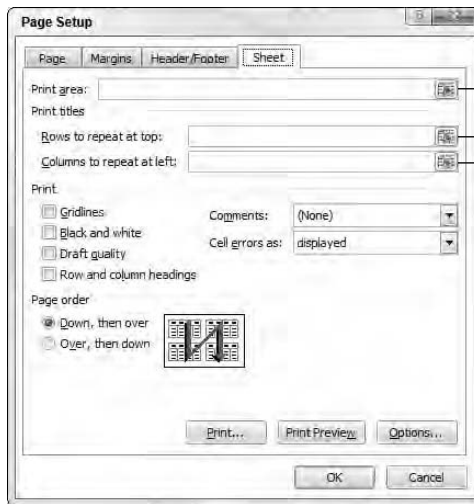 Page Setup
Page Margins Header/Footer Sheet
Print area:
Print titles
Rows to repeat at top:
Columns to repeat at left:
Print
Gridlines
Black and white
Draft quality
Row and column headings
Comments: (None)
Cell errors as: displayed
Page order
Down, then over
Over, then down
Print... Print Preview Options...
OK Cancel